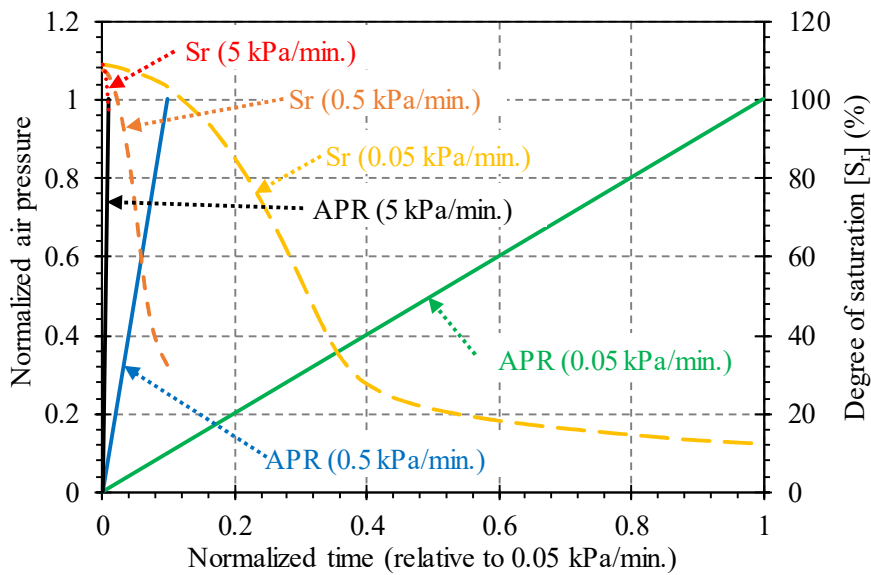 1.2
1
0.8
0.6
0.4
0.2
0
Normalized air pressure
120
100
80
60
40
20
0
Degree of saturation [Sr] (%)
Sr (5 kPa/min.)
Sr (0.5 kPa/min.)
Sr (0.05 kPa/min.)
APR (5 kPa/min.)
APR (0.05 kPa/min.)
APR (0.5 kPa/min.)
0 0.2 0.4 0.6 0.8 1
Normalized time (relative to 0.05 kPa/min.)